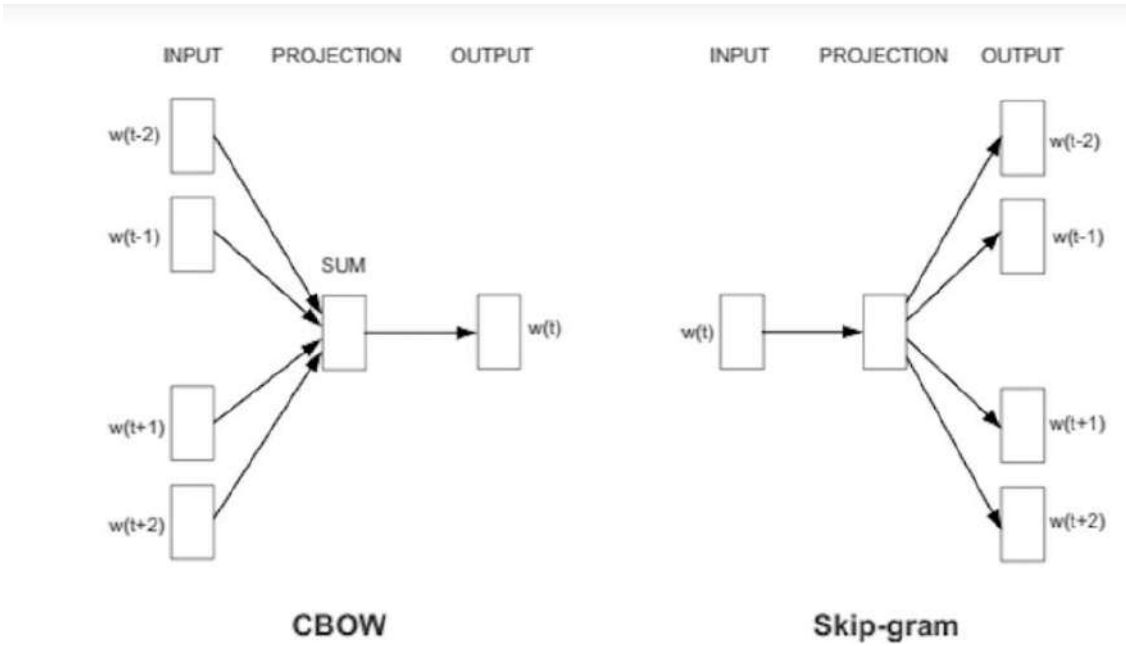 INPUT PROJECTION OUTPUT
w(t-2)
w(t-1)
SUM
w(t)
w(t+1)
w(t+2)
CBOW
INPUT PROJECTION OUTPUT
w(t-2)
w(t-1)
w(t)
w(t+1)
w(t+2)
Skip-gram